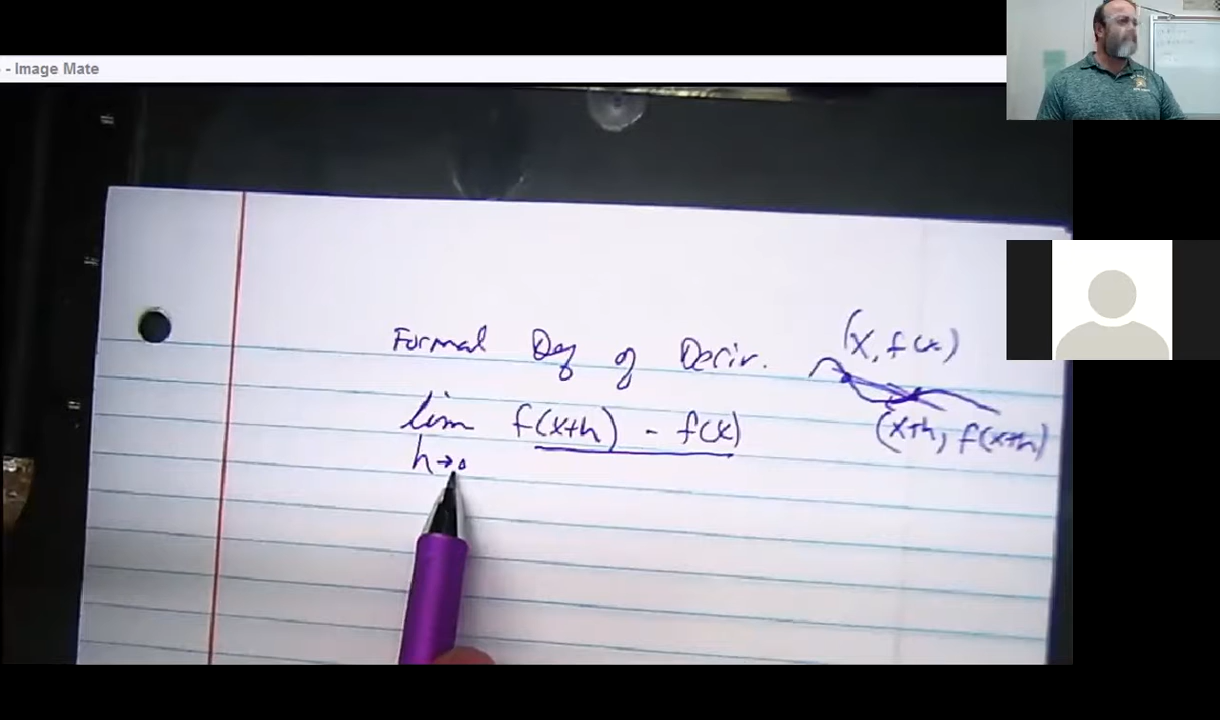 - Image Mate
Formal Def of Deriv.
(x, f(x))
lim f(x+h) - f(x)
h→0
(x+h, f(x+h))